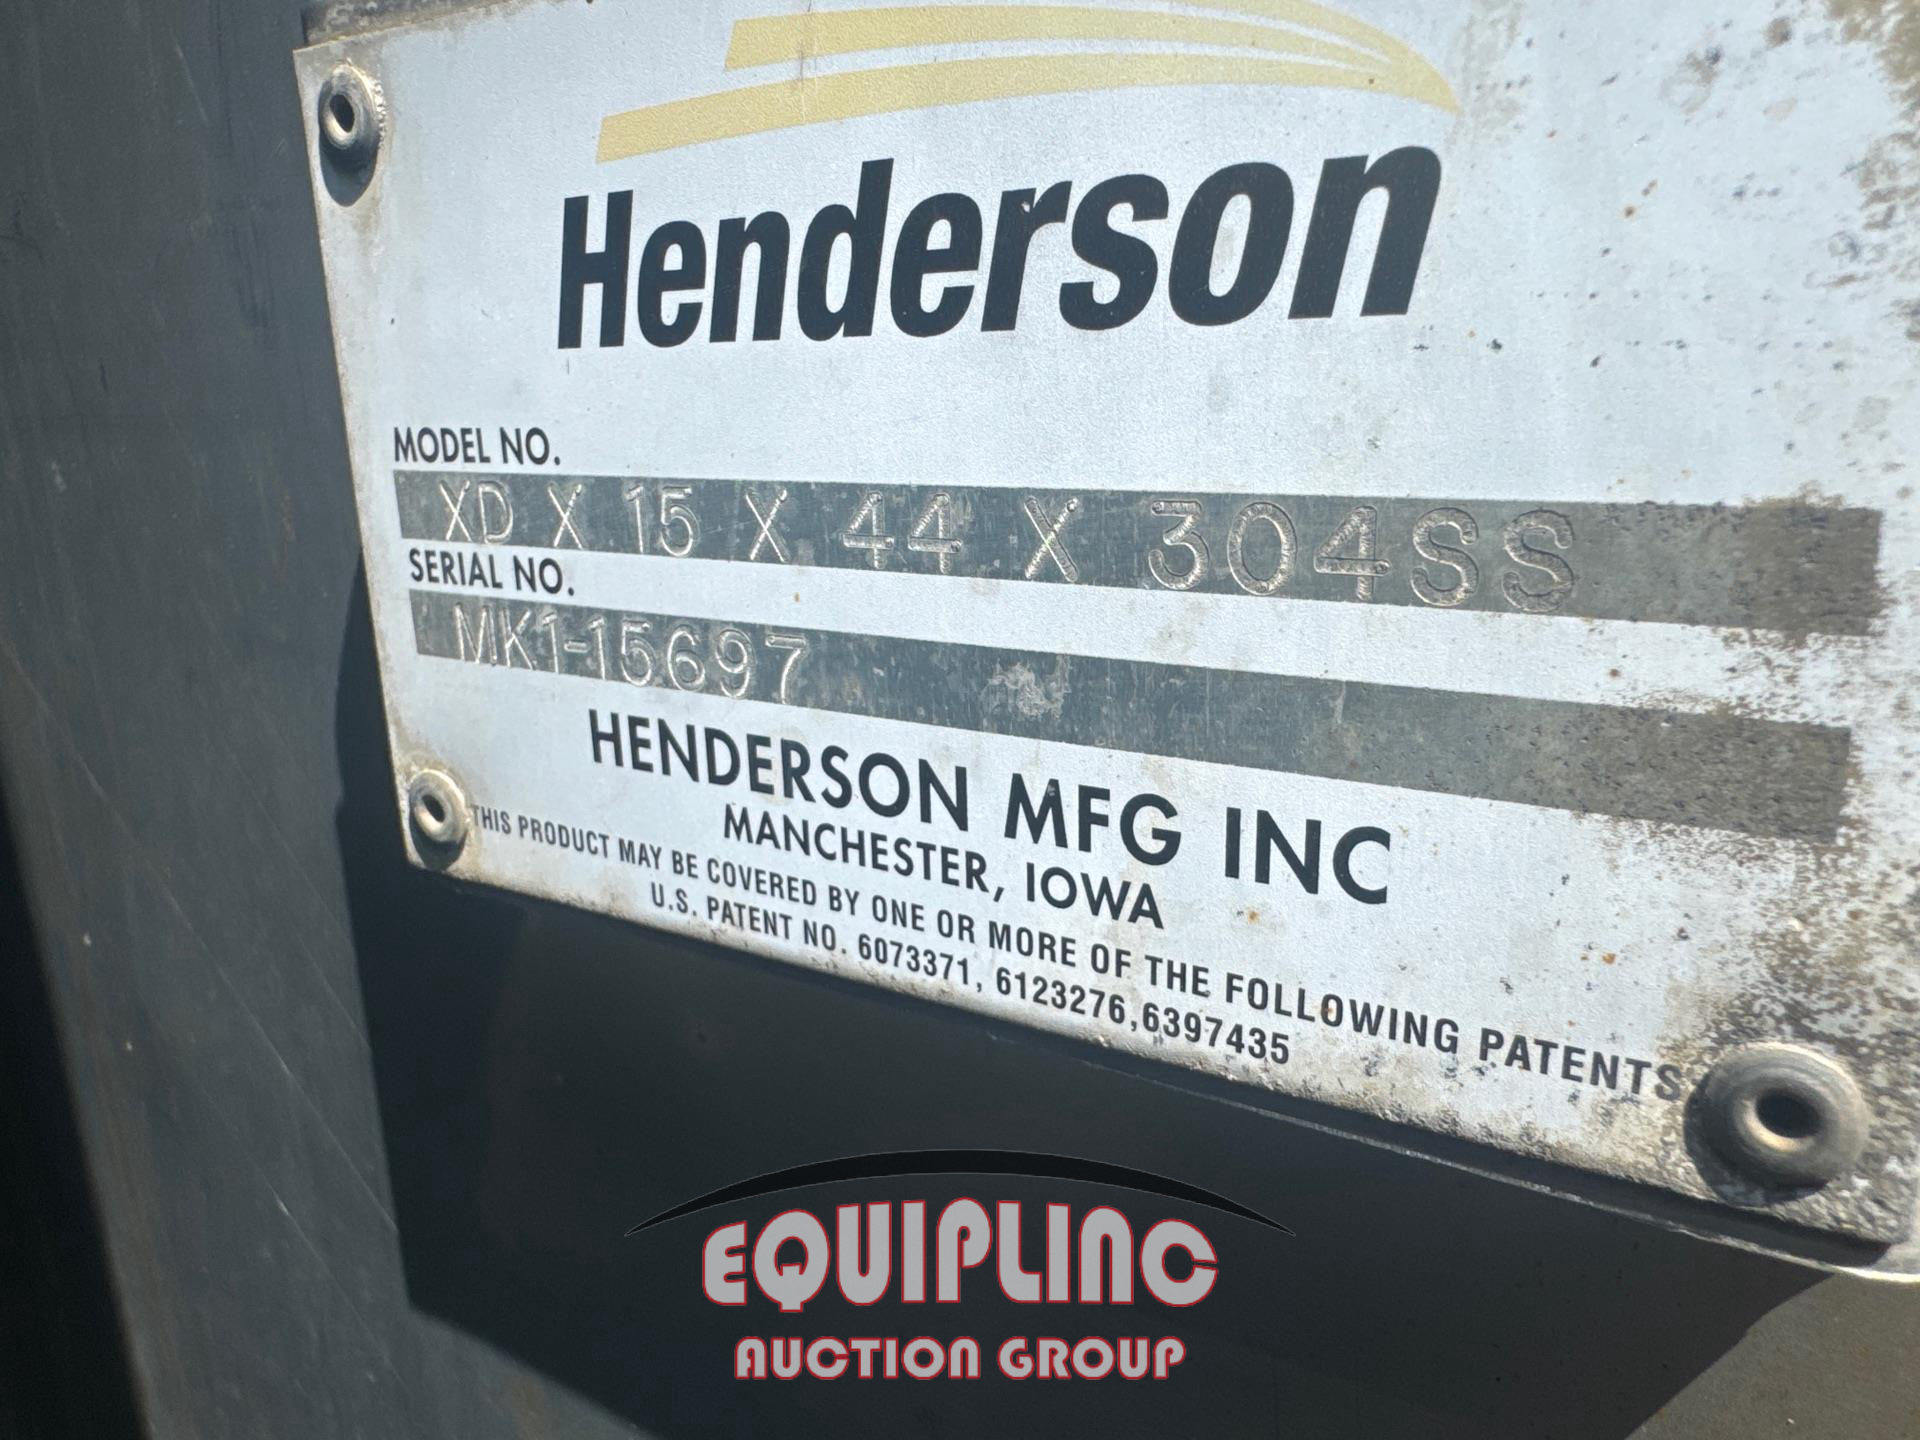 Henderson
MODEL NO.
XD X 15 X 44 X 304SS
SERIAL NO.
MK1-15697
HENDERSON MFG INC
MANCHESTER, IOWA
THIS PRODUCT MAY BE COVERED BY ONE OR MORE OF THE FOLLOWING PATENTS
U.S. PATENT NO. 6073371, 6123276,6397435
EQUIPLINC
AUCTION GROUP